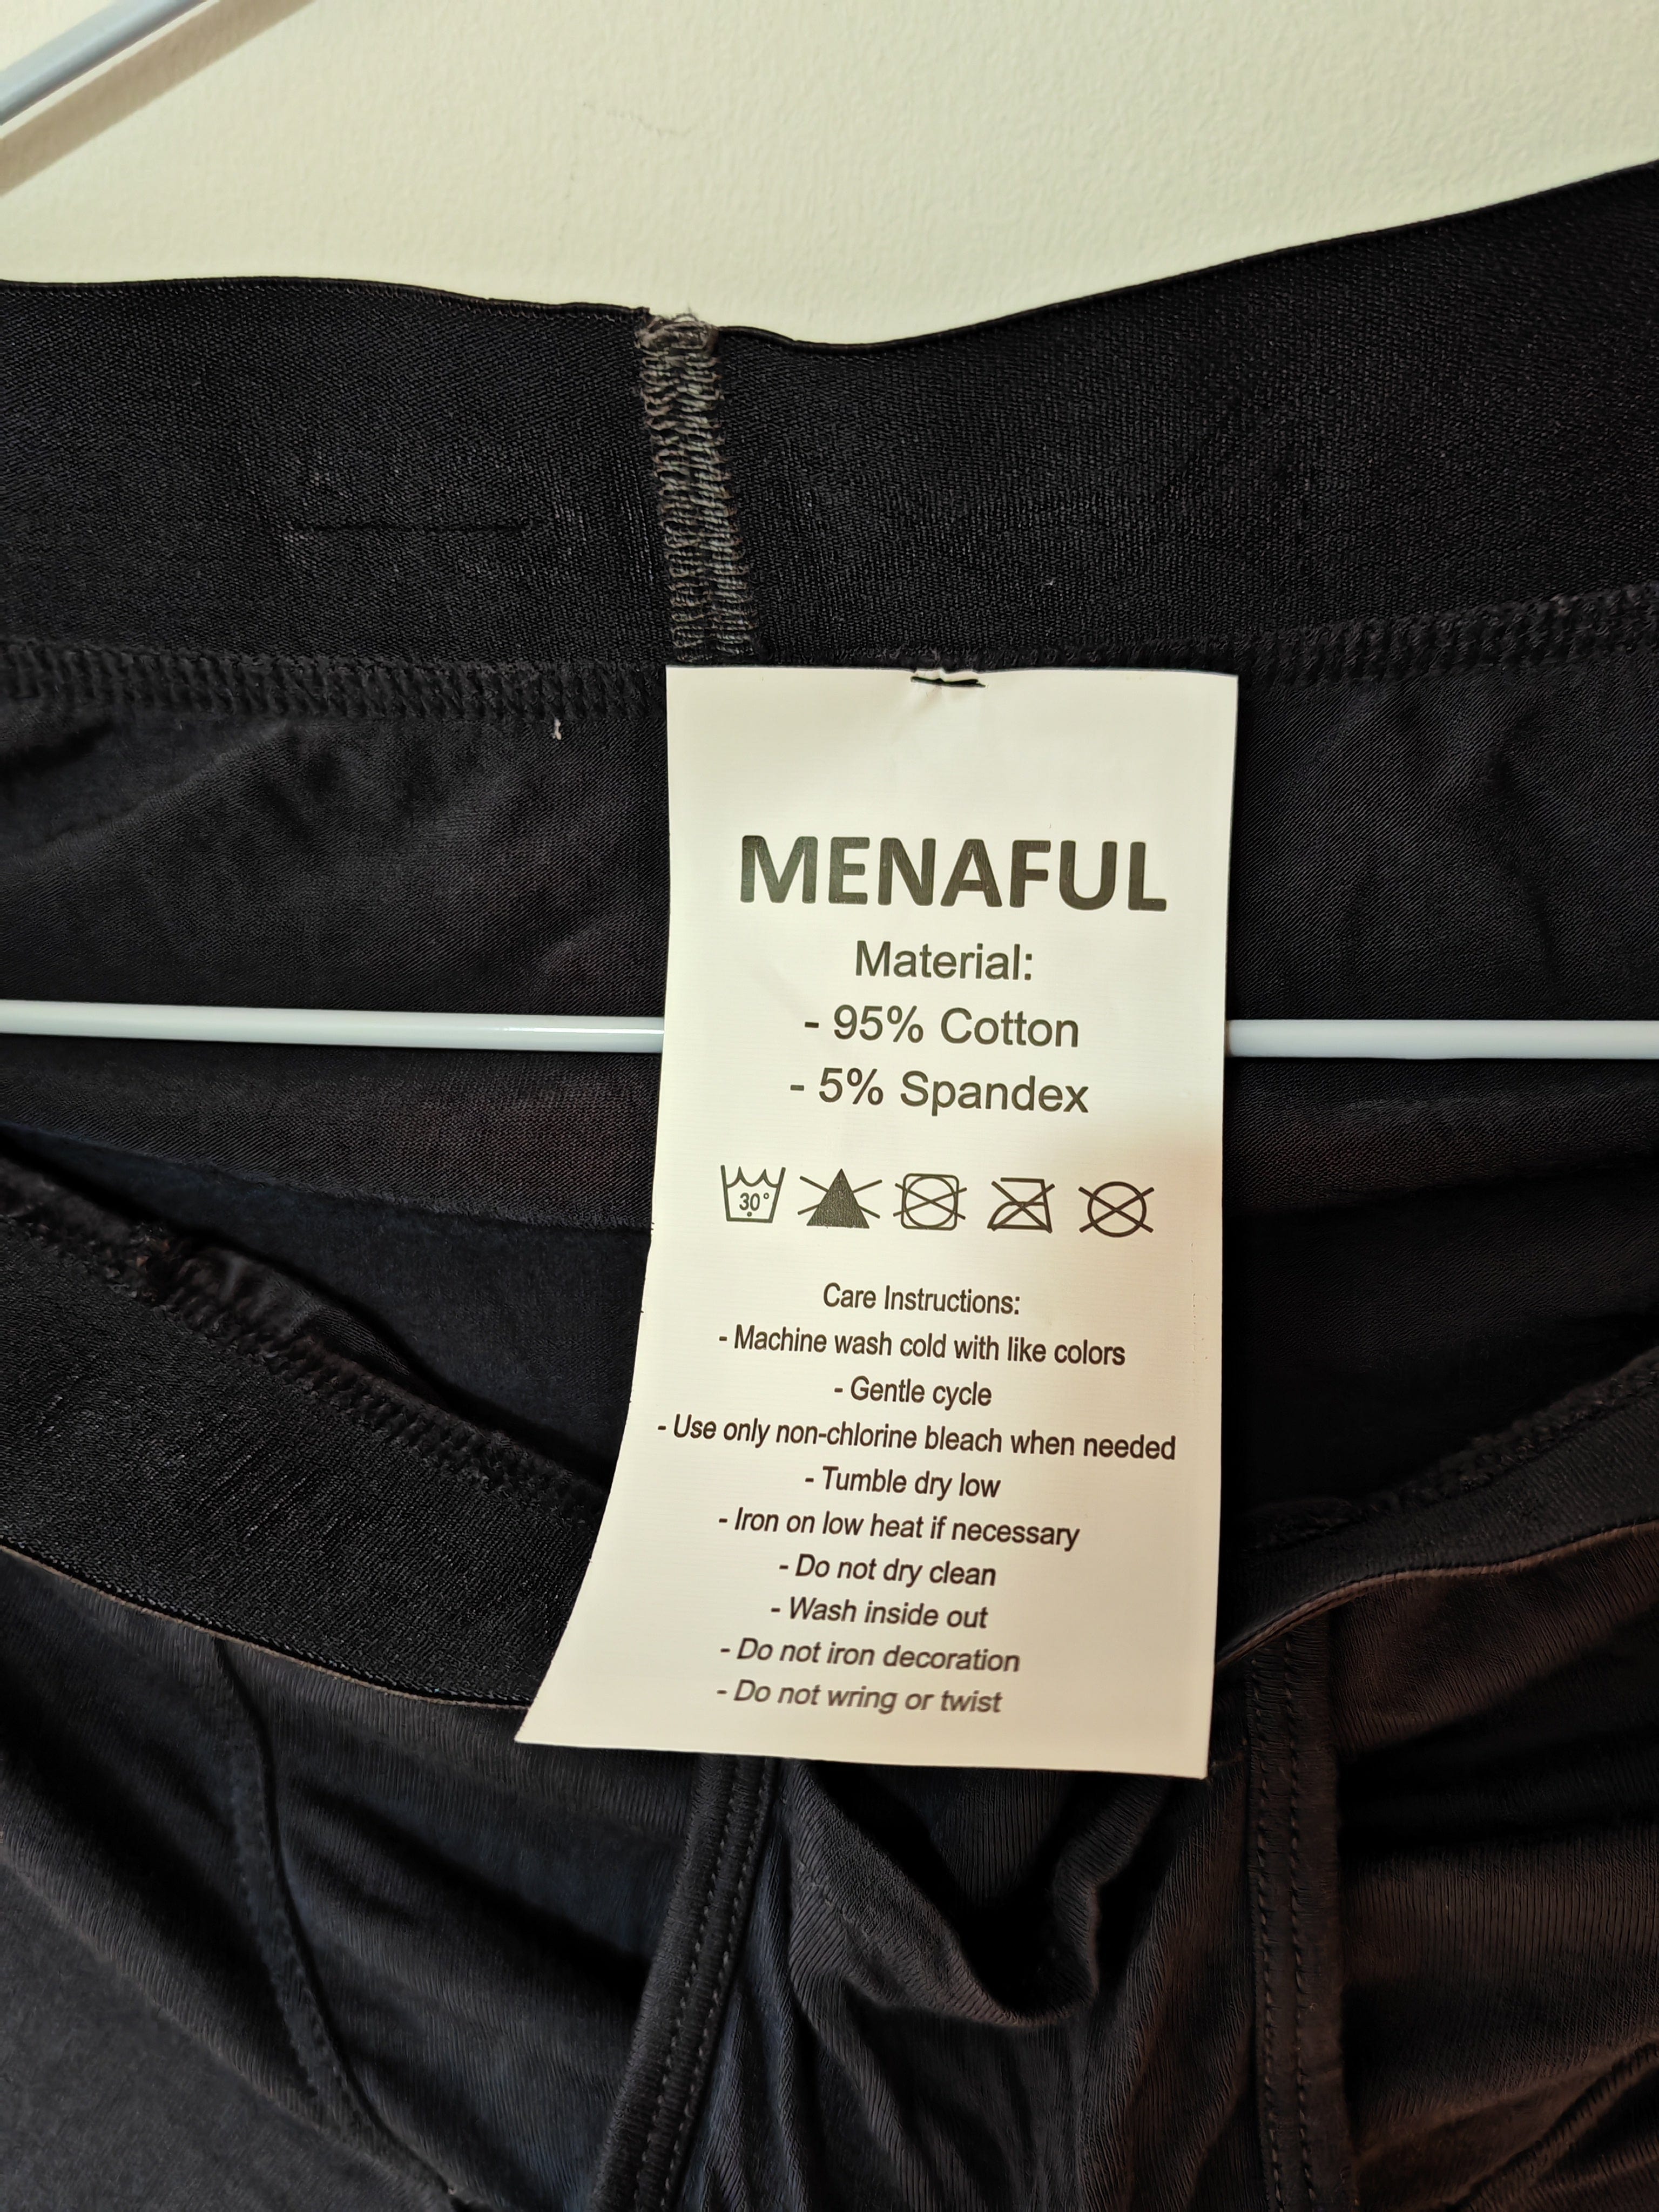 MENAFUL
Material:
- 95% Cotton
- 5% Spandex
30°
Care Instructions:
- Machine wash cold with like colors
- Gentle cycle
- Use only non-chlorine bleach when needed
- Tumble dry low
- Iron on low heat if necessary
- Do not dry clean
- Wash inside out
- Do not iron decoration
- Do not wring or twist